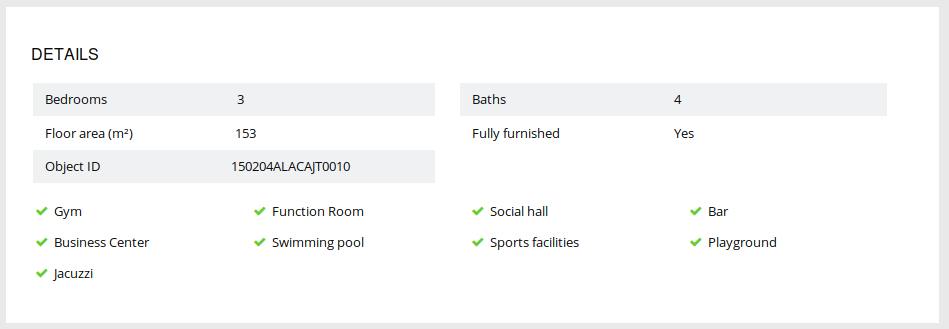 DETAILS
Bedrooms 3 Baths 4
Floor area (m²) 153 Fully furnished Yes
Object ID 150204ALACAJT0010
Gym Function Room Social hall Bar
Business Center Swimming pool Sports facilities Playground
Jacuzzi